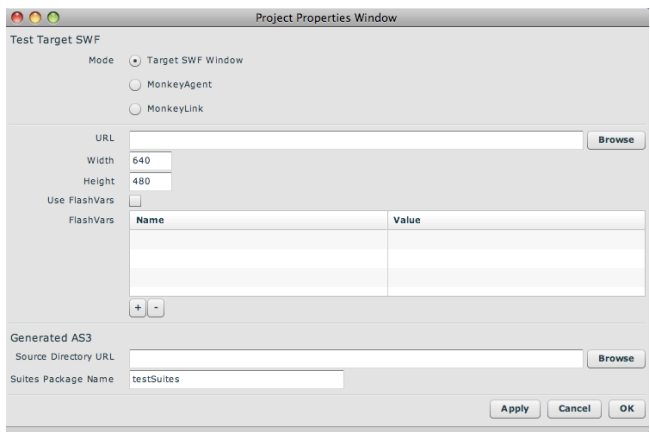 Project Properties Window
Test Target SWF
Mode Target SWF Window
MonkeyAgent
MonkeyLink
URL Browse
Width 640
Height 480
Use FlashVars
FlashVars Name Value
+ -
Generated AS3
Source Directory URL Browse
Suites Package Name testSuites
Apply Cancel OK